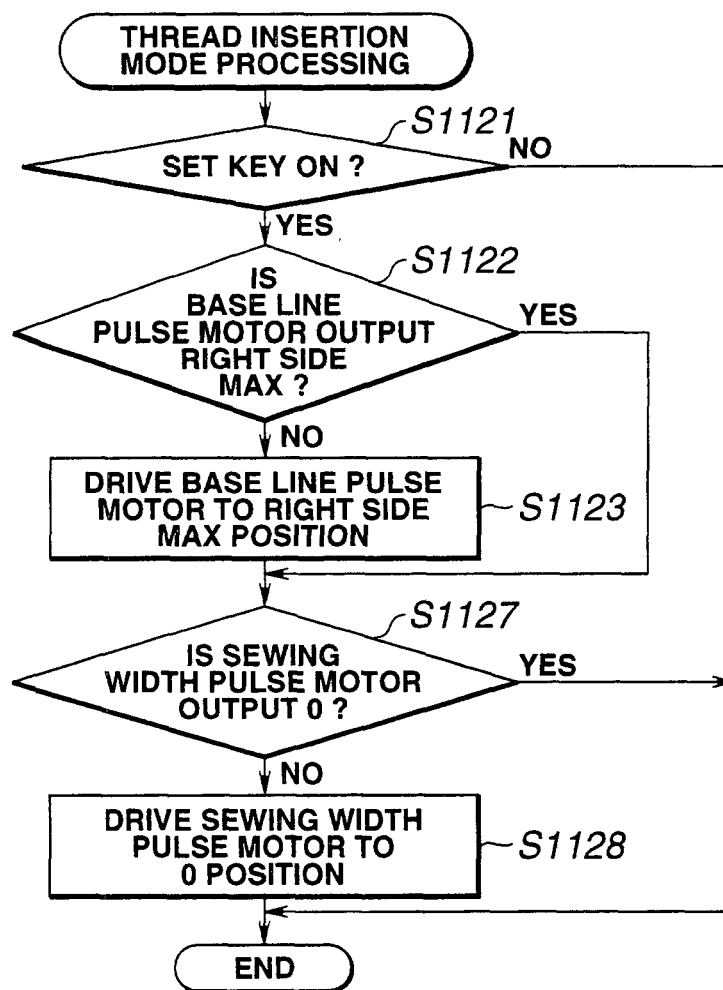 THREAD INSERTION
MODE PROCESSING
S1121
SET KEY ON ?
NO
YES
S1122
IS
BASE LINE
PULSE MOTOR OUTPUT
RIGHT SIDE
MAX ?
YES
NO
DRIVE BASE LINE PULSE
MOTOR TO RIGHT SIDE
MAX POSITION
S1123
S1127
IS SEWING
WIDTH PULSE MOTOR
OUTPUT 0 ?
YES
NO
DRIVE SEWING WIDTH
PULSE MOTOR TO
0 POSITION
S1128
END